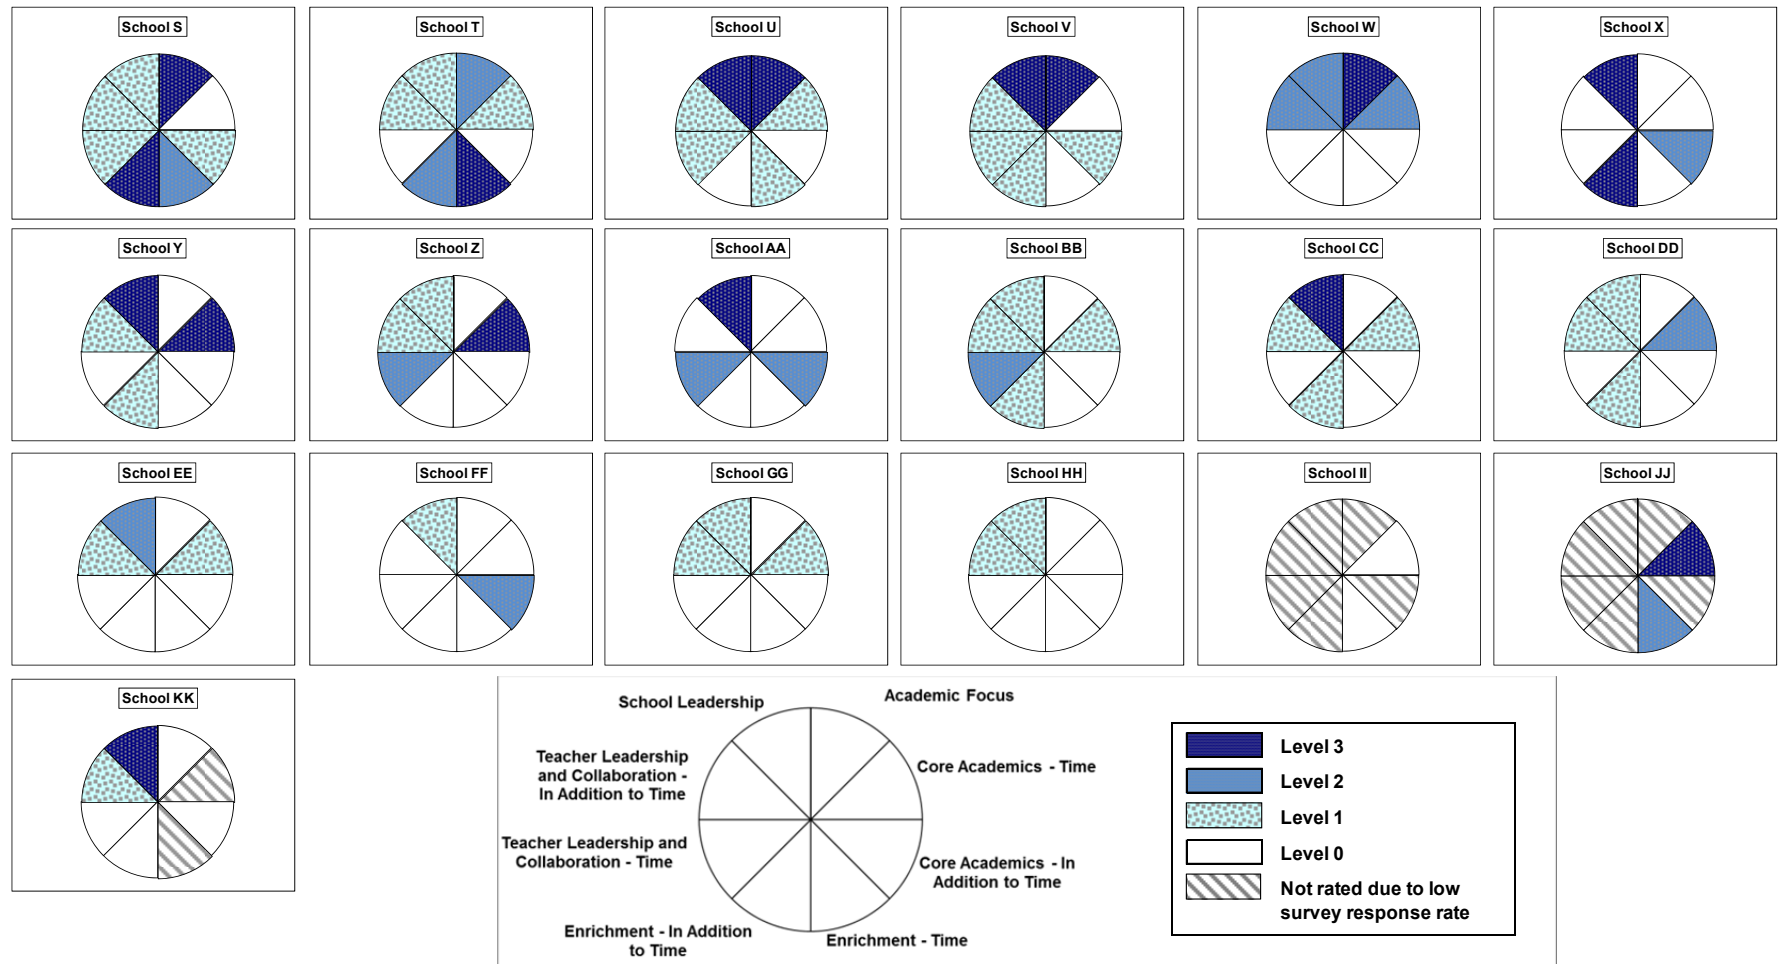 School S
School T
School U
School V
School W
School X
School Y
School Z
School AA
School BB
School CC
School DD
School EE
School FF
School GG
School HH
School II
School JJ
School KK
School Leadership
Academic Focus
Teacher Leadership
and Collaboration -
In Addition to Time
Core Academics - Time
Teacher Leadership and
Collaboration - Time
Core Academics - In
Addition to Time
Enrichment - In Addition
to Time
Enrichment - Time
Level 3
Level 2
Level 1
Level 0
Not rated due to low
survey response rate